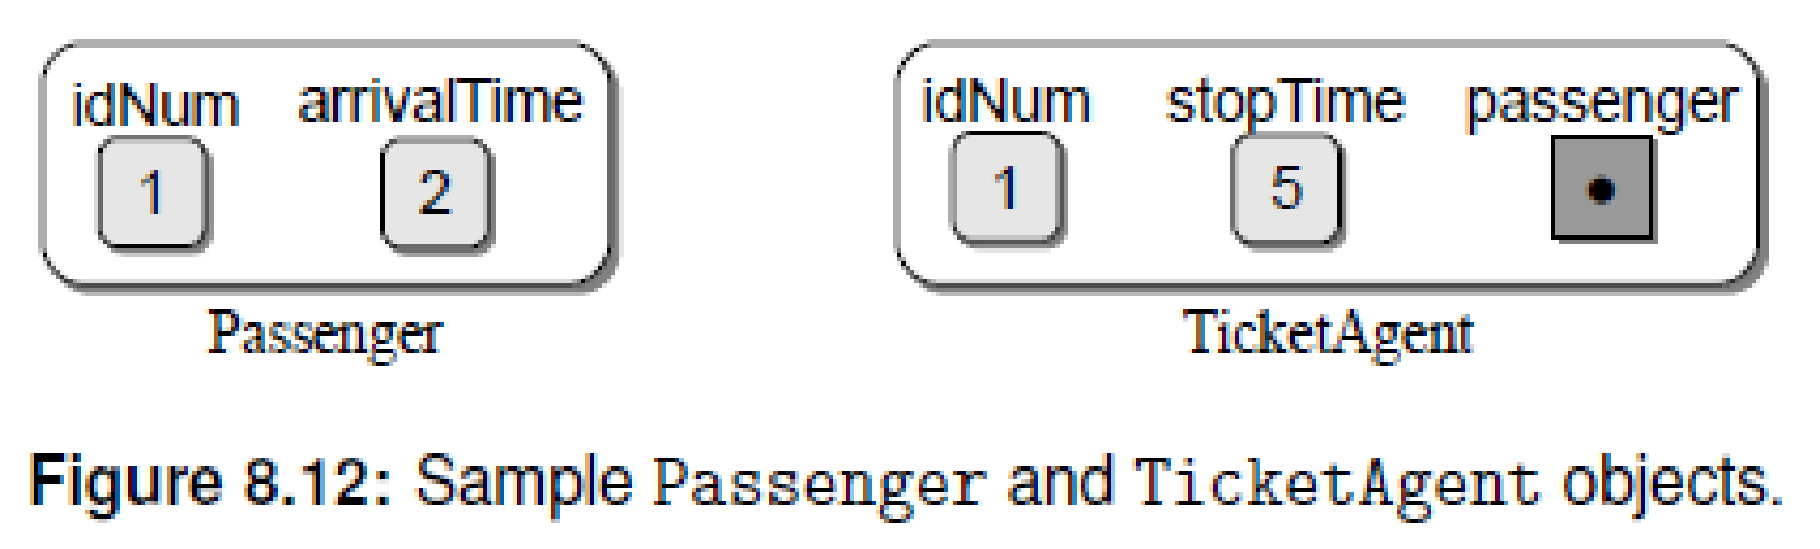 idNum arrivalTime
1 2
Passenger
idNum stopTime passenger
1 5
TicketAgent
Figure 8.12: Sample Passenger and TicketAgent objects.